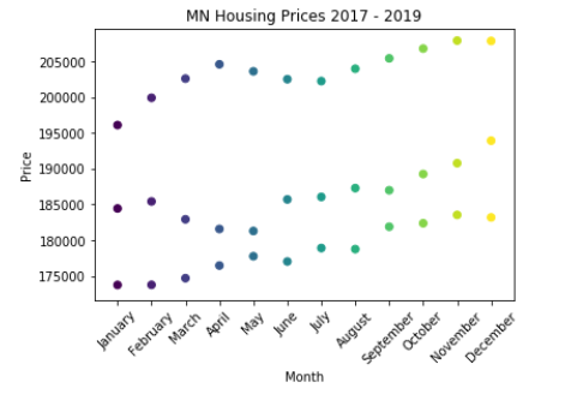 MN Housing Prices 2017 - 2019
205000
200000
195000
190000
185000
180000
175000
Price
January
February
March
April
May
June
July
August
September
October
November
December
Month